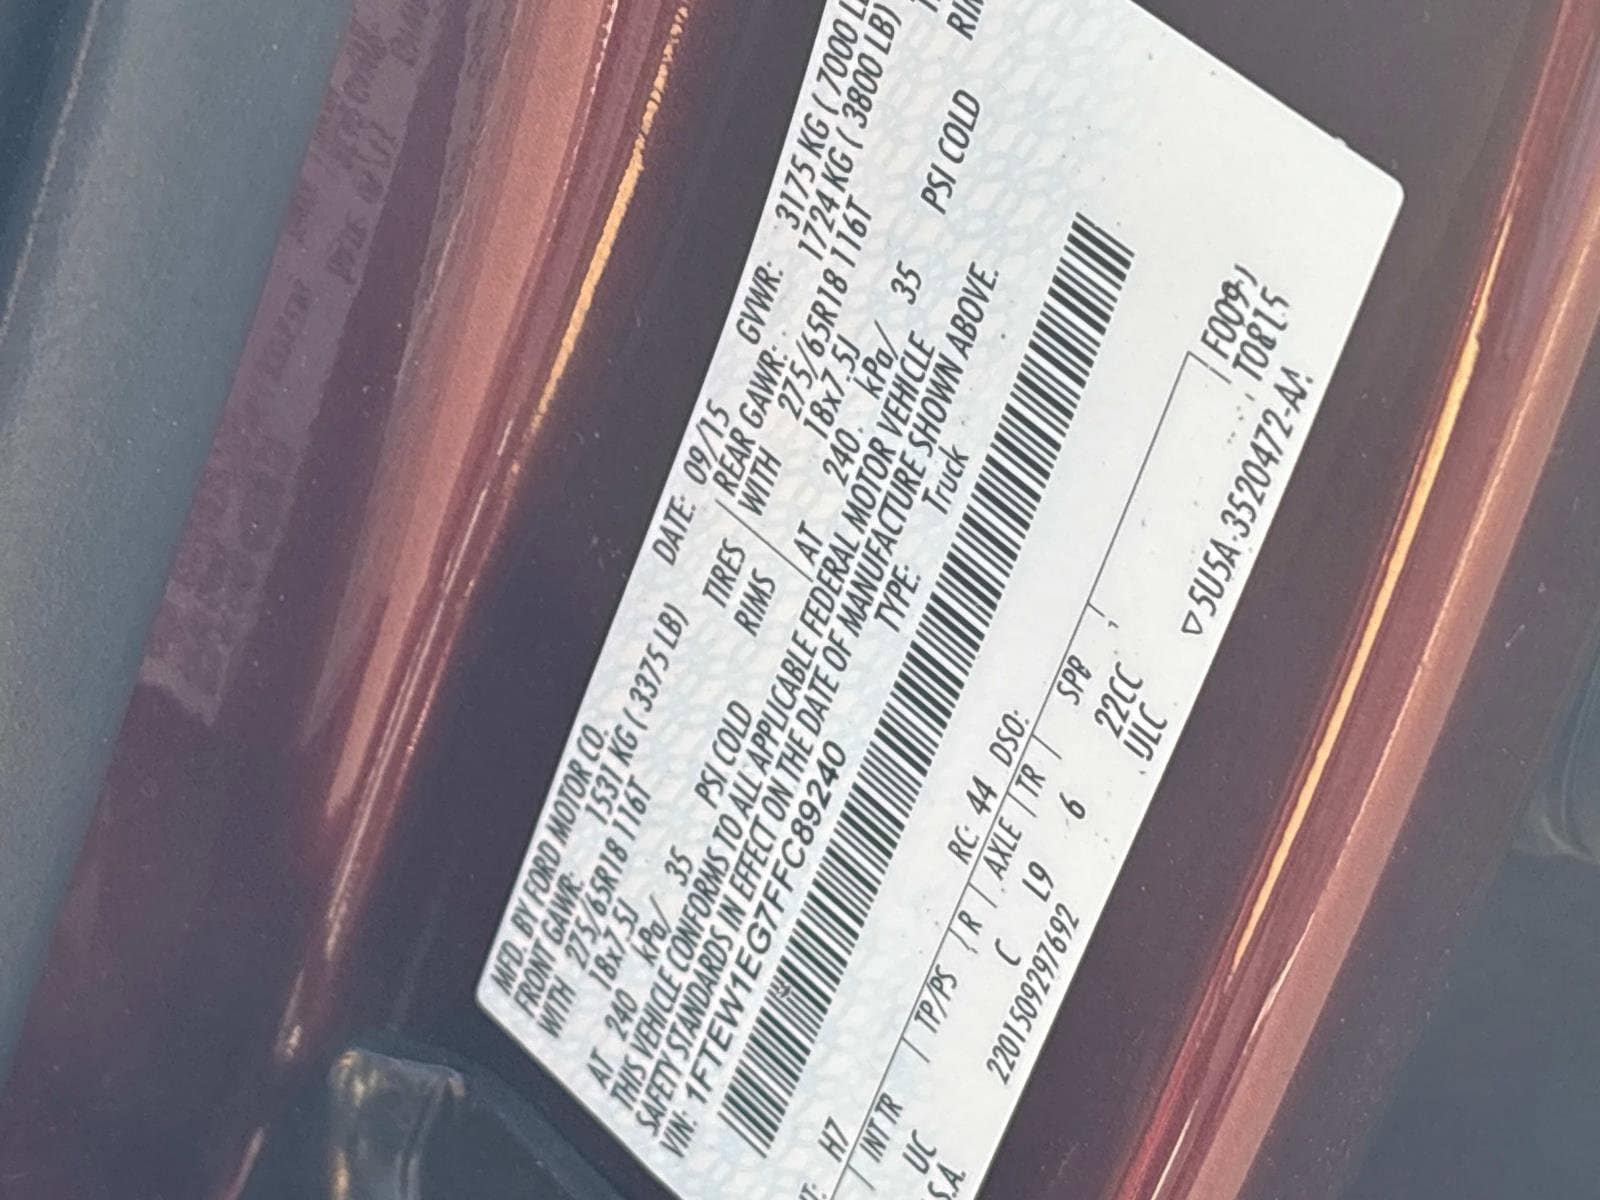 MFD. BY FORD MOTOR CO.
DATE: 09/15 GVWR: 3175 KG ( 7000 LB
FRONT GAWR: 1531 KG ( 3375 LB) REAR GAWR: 1724 KG ( 3800 LB)
WITH 275/65R18 116T TIRES WITH 275/65R18 116T
18x7.5J RIMS 18x7.5J RIM
AT 240 kPa/ 35 PSI COLD AT 240 kPa/ 35 PSI COLD
THIS VEHICLE CONFORMS TO ALL APPLICABLE FEDERAL MOTOR VEHICLE
SAFETY STANDARDS IN EFFECT ON THE DATE OF MANUFACTURE SHOWN ABOVE.
VIN: 1FTEW1EG7FFC89240 TYPE: Truck
H7 RC: 44 DSO: F009J
INT TR TP/PS R AXLE TR SPR T0815
UC C L9 6 22CC
S.A. 2201509297692 ULC ▽5U5A-3520472-AA